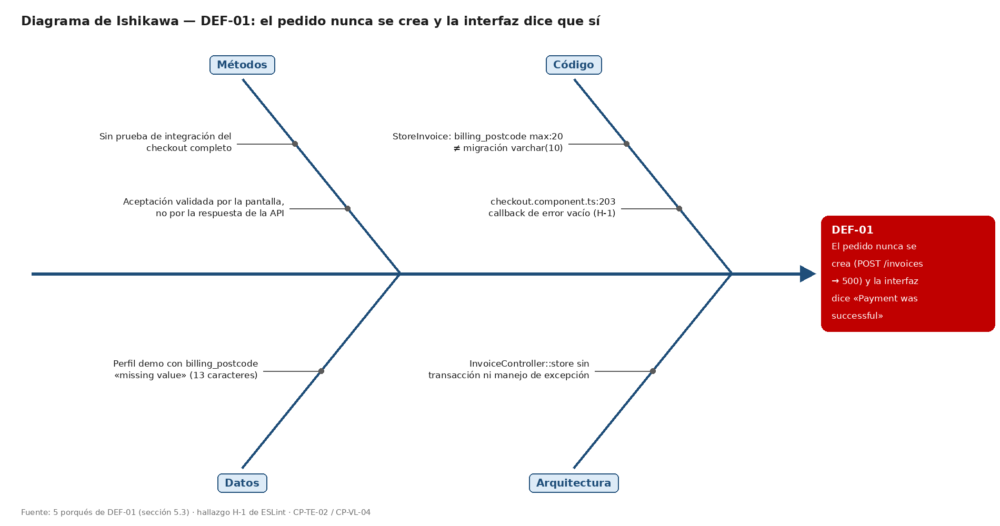 Diagrama de Ishikawa — DEF-01: el pedido nunca se crea y la interfaz dice que sí
Métodos
Código
Sin prueba de integración del
checkout completo
StoreInvoice: billing_postcode max:20
≠ migración varchar(10)
Aceptación validada por la pantalla,
no por la respuesta de la API
checkout.component.ts:203
callback de error vacío (H-1)
DEF-01
El pedido nunca se
crea (POST /invoices
→ 500) y la interfaz
dice «Payment was
successful»
Perfil demo con billing_postcode
«missing value» (13 caracteres)
InvoiceController::store sin
transacción ni manejo de excepción
Datos
Arquitectura
Fuente: 5 porqués de DEF-01 (sección 5.3) · hallazgo H-1 de ESLint · CP-TE-02 / CP-VL-04